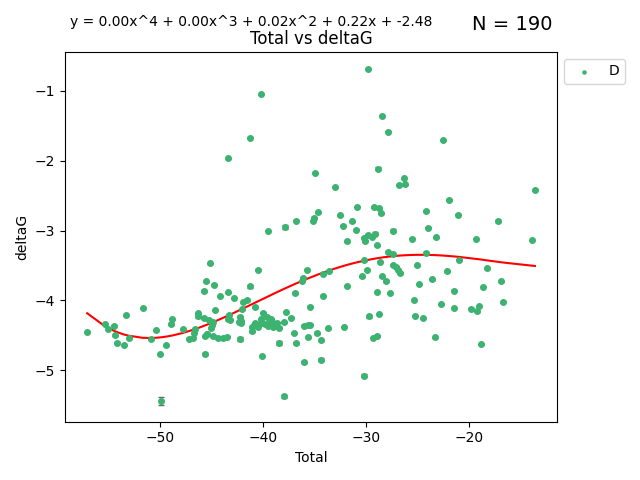 y = 0.00x^4 + 0.00x^3 + 0.02x^2 + 0.22x + -2.48
N = 190
Total vs deltaG
D
−1
−2
−3
−4
−5
deltaG
−50
−40
−30
−20
Total